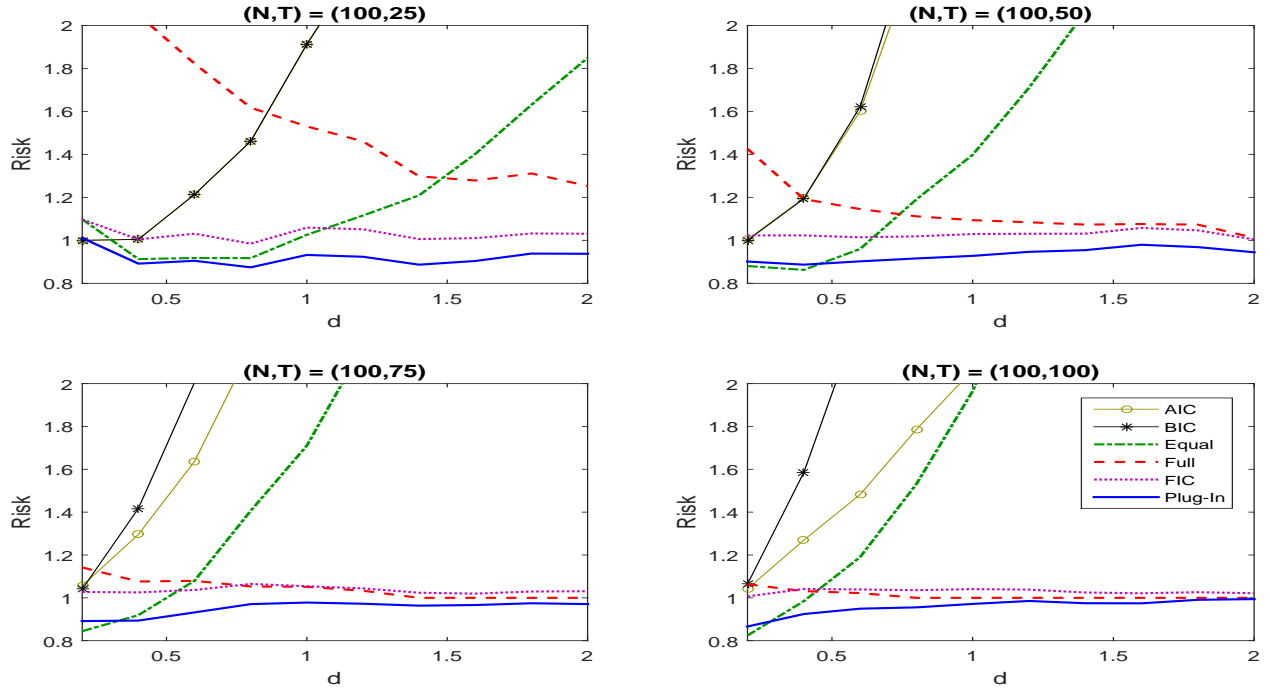 (N,T) = (100,25)
2
1.8
1.6
1.4
1.2
1
0.8
Risk
0.5
1
1.5
2
d
(N,T) = (100,50)
2
1.8
1.6
1.4
1.2
1
0.8
Risk
0.5
1
1.5
2
d
(N,T) = (100,75)
2
1.8
1.6
1.4
1.2
1
0.8
Risk
0.5
1
1.5
2
d
(N,T) = (100,100)
2
1.8
1.6
1.4
1.2
1
0.8
Risk
0.5
1
1.5
2
d
AIC
BIC
Equal
Full
FIC
Plug-In